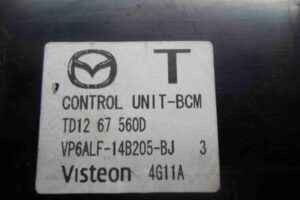 T
CONTROL UNIT-BCM
TD12 67 560D
VP6ALF-14B205-BJ 3
Visteon 4G11A